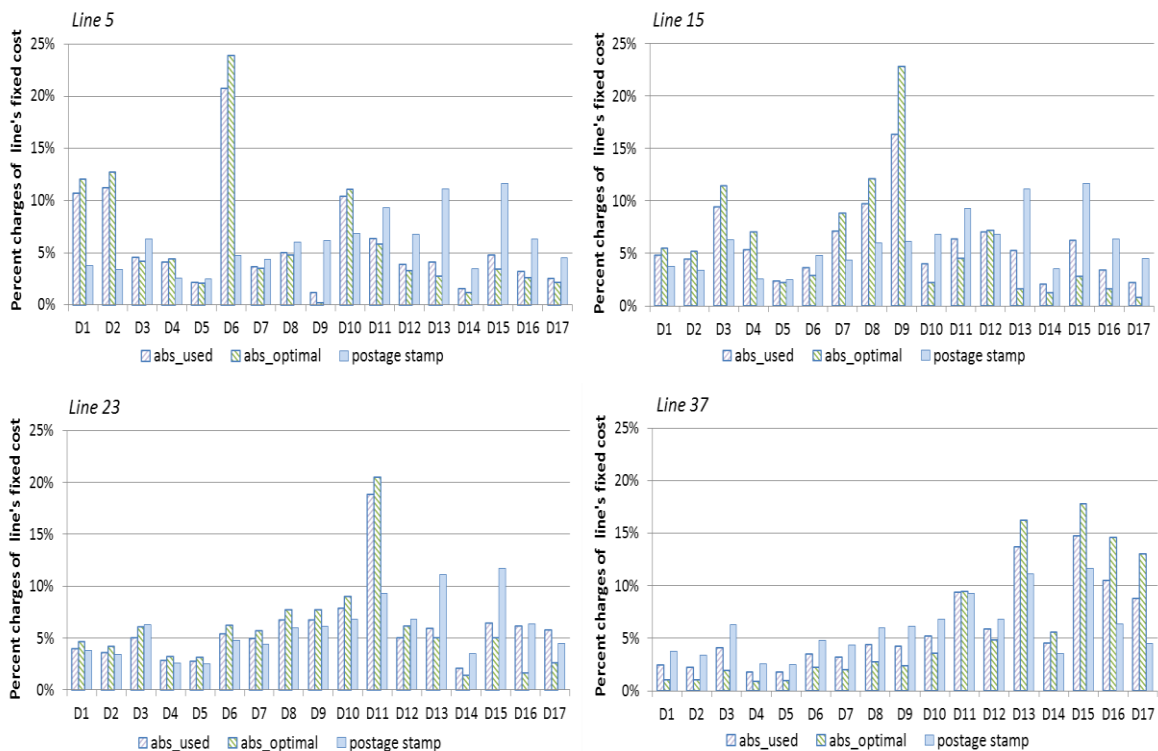 Line 5
Percent charges of line's fixed cost
25%
20%
15%
10%
5%
0%
D1 D2 D3 D4 D5 D6 D7 D8 D9 D10 D11 D12 D13 D14 D15 D16 D17
abs_used abs_optimal postage stamp
Line 15
Percent charges of line's fixed cost
25%
20%
15%
10%
5%
0%
D1 D2 D3 D4 D5 D6 D7 D8 D9 D10 D11 D12 D13 D14 D15 D16 D17
abs_used abs_optimal postage stamp
Line 23
Percent charges of line's fixed cost
25%
20%
15%
10%
5%
0%
D1 D2 D3 D4 D5 D6 D7 D8 D9 D10 D11 D12 D13 D14 D15 D16 D17
abs_used abs_optimal postage stamp
Line 37
Percent charges of line's fixed cost
25%
20%
15%
10%
5%
0%
D1 D2 D3 D4 D5 D6 D7 D8 D9 D10 D11 D12 D13 D14 D15 D16 D17
abs_used abs_optimal postage stamp